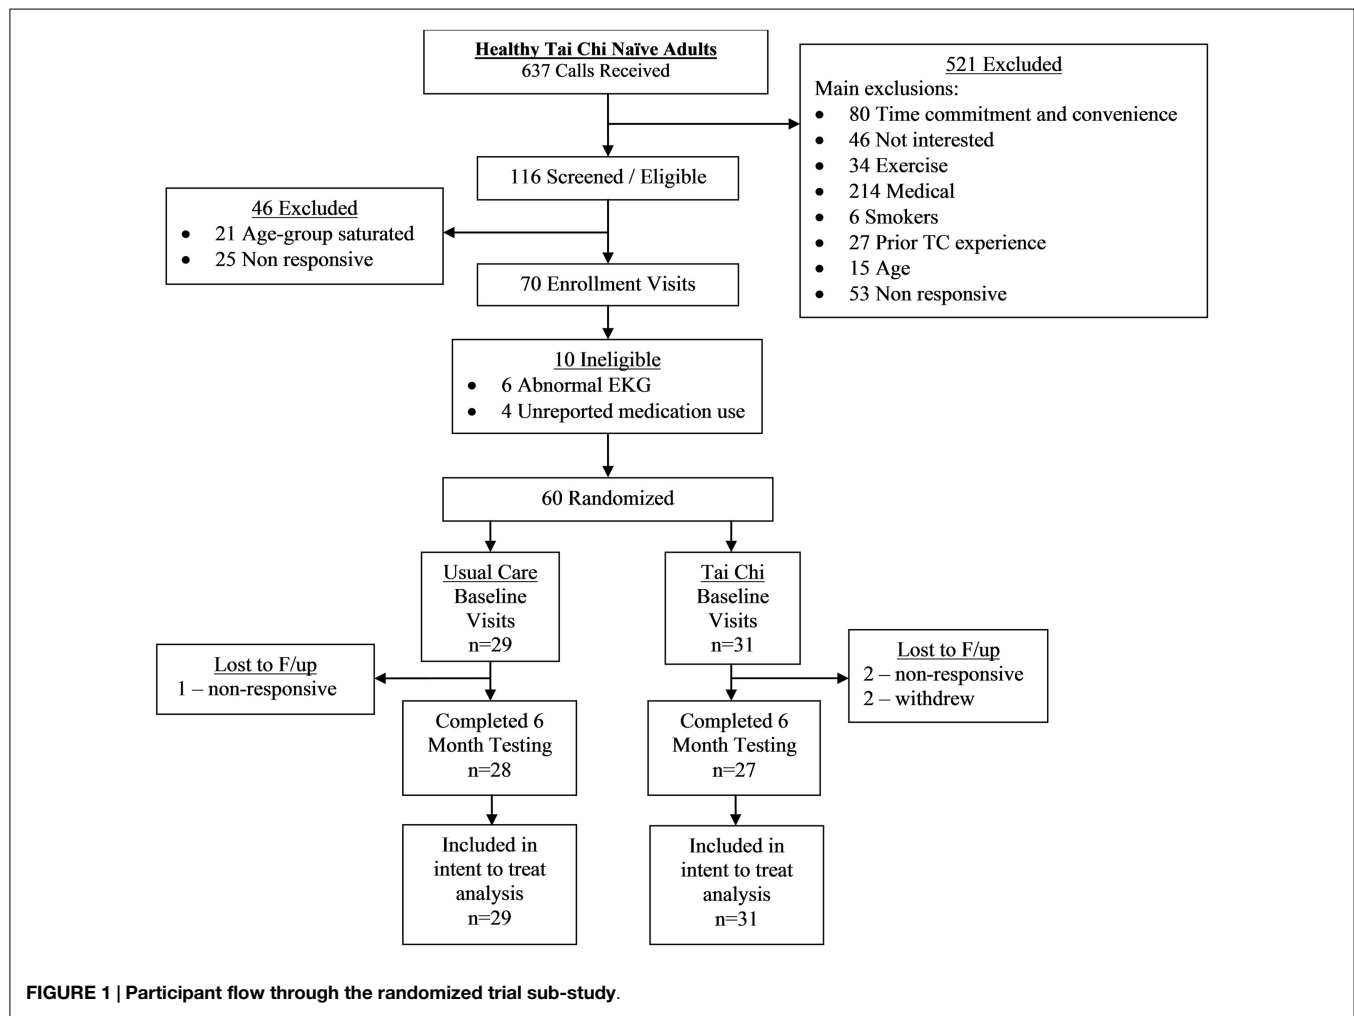 Healthy Tai Chi Naïve Adults
637 Calls Received
521 Excluded
Main exclusions:
• 80 Time commitment and convenience
• 46 Not interested
• 34 Exercise
• 214 Medical
• 6 Smokers
• 27 Prior TC experience
• 15 Age
• 53 Non responsive
116 Screened / Eligible
46 Excluded
• 21 Age-group saturated
• 25 Non responsive
70 Enrollment Visits
10 Ineligible
• 6 Abnormal EKG
• 4 Unreported medication use
60 Randomized
Usual Care
Baseline
Visits
n=29
Tai Chi
Baseline
Visits
n=31
Lost to F/up
1 – non-responsive
Lost to F/up
2 – non-responsive
2 – withdrew
Completed 6
Month Testing
n=28
Completed 6
Month Testing
n=27
Included in
intent to treat
analysis
n=29
Included in
intent to treat
analysis
n=31
FIGURE 1 | Participant flow through the randomized trial sub-study.